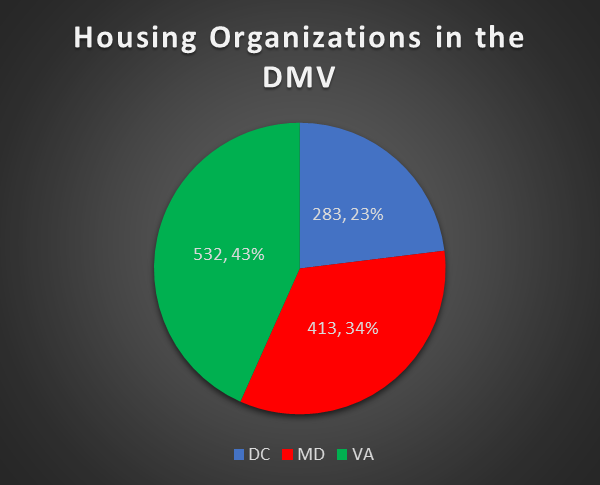 Housing Organizations in the
DMV
283, 23%
532, 43%
413, 34%
DC MD VA